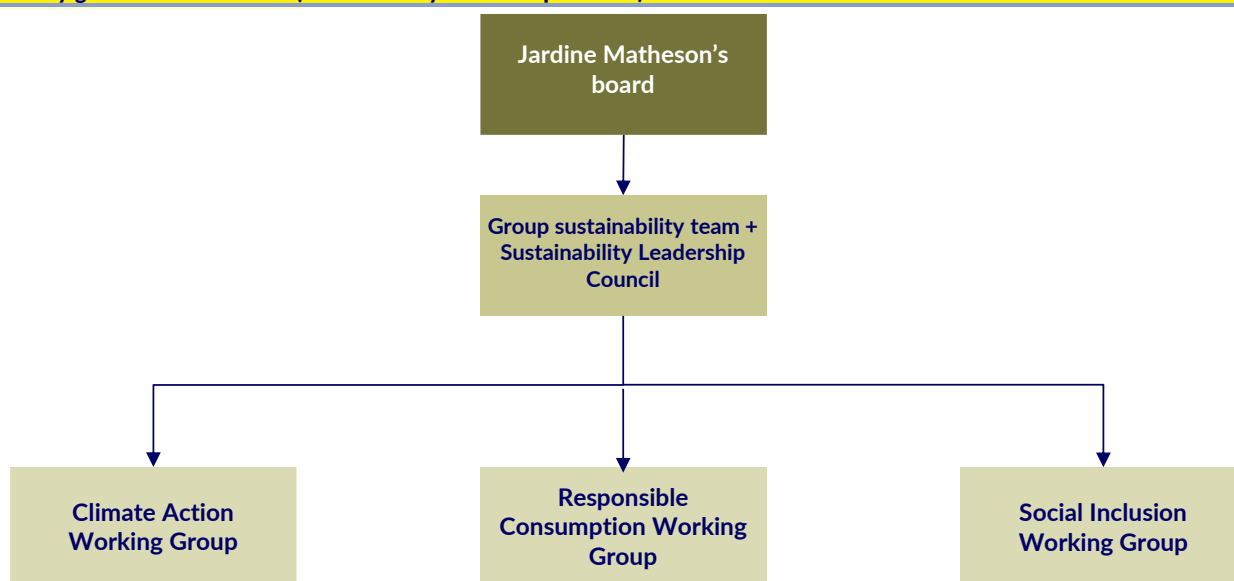 Jardine Matheson’s
board
Group sustainability team +
Sustainability Leadership
Council
Climate Action
Working Group
Responsible
Consumption Working
Group
Social Inclusion
Working Group